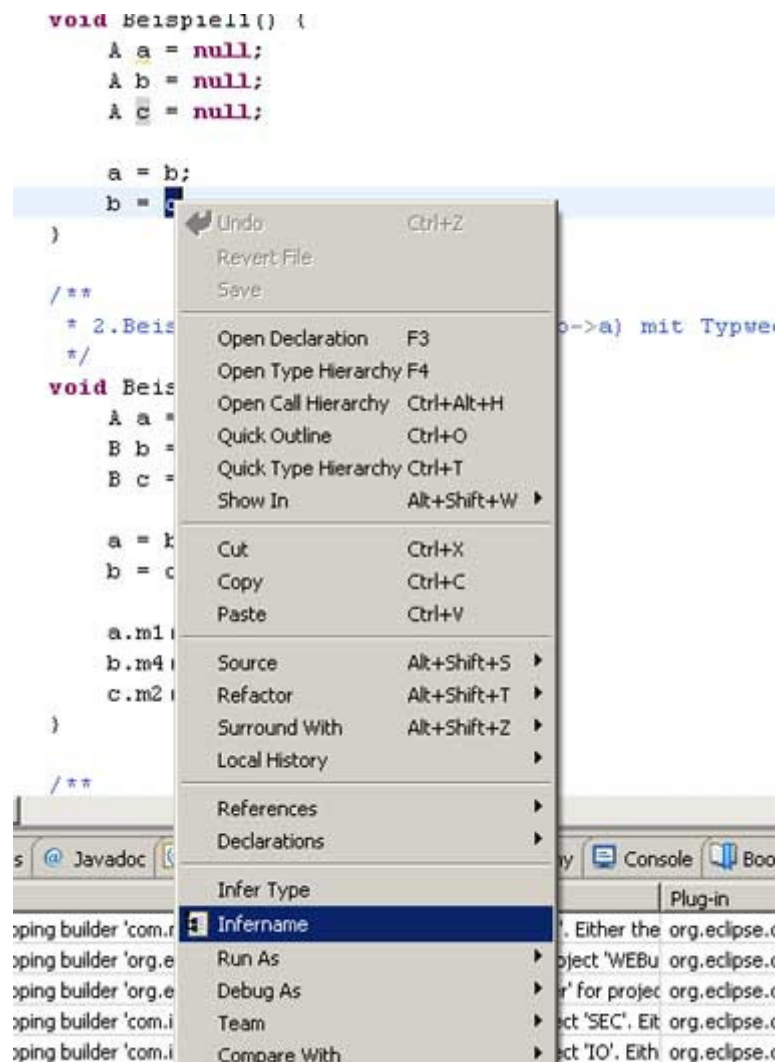 void Beispiel1() {
A a = null;
A b = null;
A c = null;
a = b;
b = c
}
/**
* 2.Beis
b->a) mit Typwec
*/
void Beis
A a =
B b =
B c =
a = b
b = c
a.m1
b.m4
c.m2
}
/**
Undo Ctrl+Z
Revert File
Save
Open Declaration F3
Open Type Hierarchy F4
Open Call Hierarchy Ctrl+Alt+H
Quick Outline Ctrl+O
Quick Type Hierarchy Ctrl+T
Show In Alt+Shift+W
Cut Ctrl+X
Copy Ctrl+C
Paste Ctrl+V
Source Alt+Shift+S
Refactor Alt+Shift+T
Surround With Alt+Shift+Z
Local History
References
Declarations
Infer Type
Infername
Run As
Debug As
Team
Compare With
s @ Javadoc
hy Console Boo
Plug-in
pping builder 'com.r
'. Either the org.eclipse.c
pping builder 'org.e
oject 'WEBu org.eclipse.c
pping builder 'org.e
r' for projec org.eclipse.c
pping builder 'com.i
ect 'SEC'. Eit org.eclipse.c
pping builder 'com.i
ect 'IO'. Eith org.eclipse.c